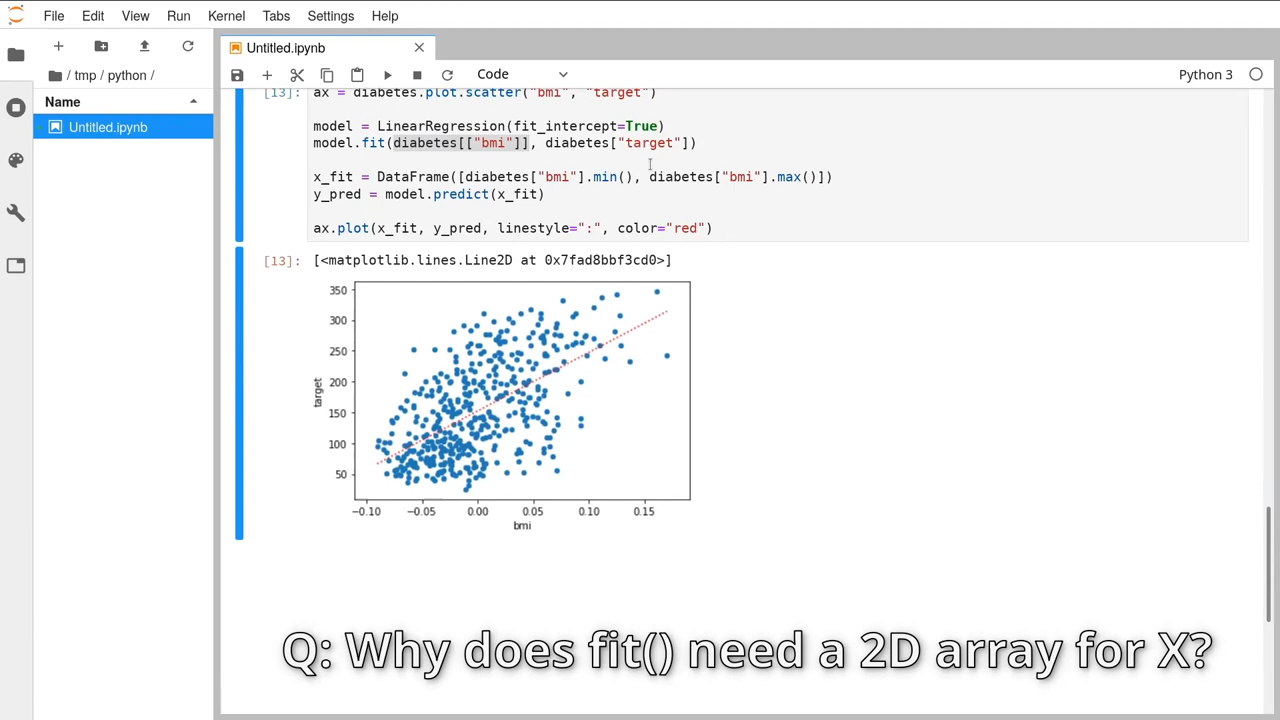 File Edit View Run Kernel Tabs Settings Help
Untitled.ipynb
/ tmp / python /
Code
Python 3
Name
Untitled.ipynb
[13]:
ax = diabetes.plot.scatter("bmi", "target")
model = LinearRegression(fit_intercept=True)
model.fit(diabetes[["bmi"]], diabetes["target"])
x_fit = DataFrame([diabetes["bmi"].min(), diabetes["bmi"].max()])
y_pred = model.predict(x_fit)
ax.plot(x_fit, y_pred, linestyle=":", color="red")
[13]:
[<matplotlib.lines.Line2D at 0x7fad8bbf3cd0>]
350
300
250
200
150
100
50
target
−0.10 −0.05 0.00 0.05 0.10 0.15
bmi
Q: Why does fit() need a 2D array for X?